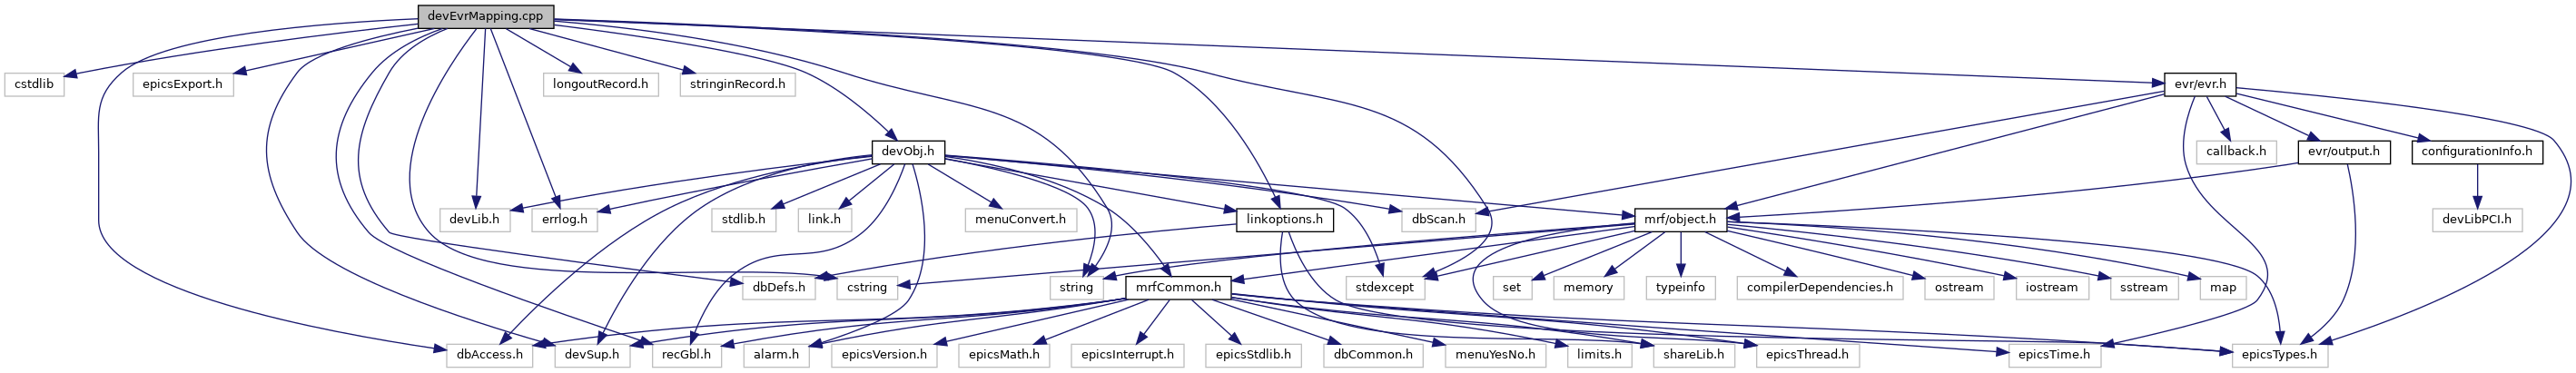 devEvrMapping.cpp
cstdlib
epicsExport.h
longoutRecord.h
stringinRecord.h
evr/evr.h
devObj.h
callback.h
evr/output.h
configurationInfo.h
devLib.h
errlog.h
stdlib.h
link.h
menuConvert.h
linkoptions.h
dbScan.h
mrf/object.h
devLibPCI.h
dbDefs.h
cstring
string
mrfCommon.h
stdexcept
set
memory
typeinfo
compilerDependencies.h
ostream
iostream
sstream
map
dbAccess.h
devSup.h
recGbl.h
alarm.h
epicsVersion.h
epicsMath.h
epicsInterrupt.h
epicsStdlib.h
dbCommon.h
menuYesNo.h
limits.h
shareLib.h
epicsThread.h
epicsTime.h
epicsTypes.h